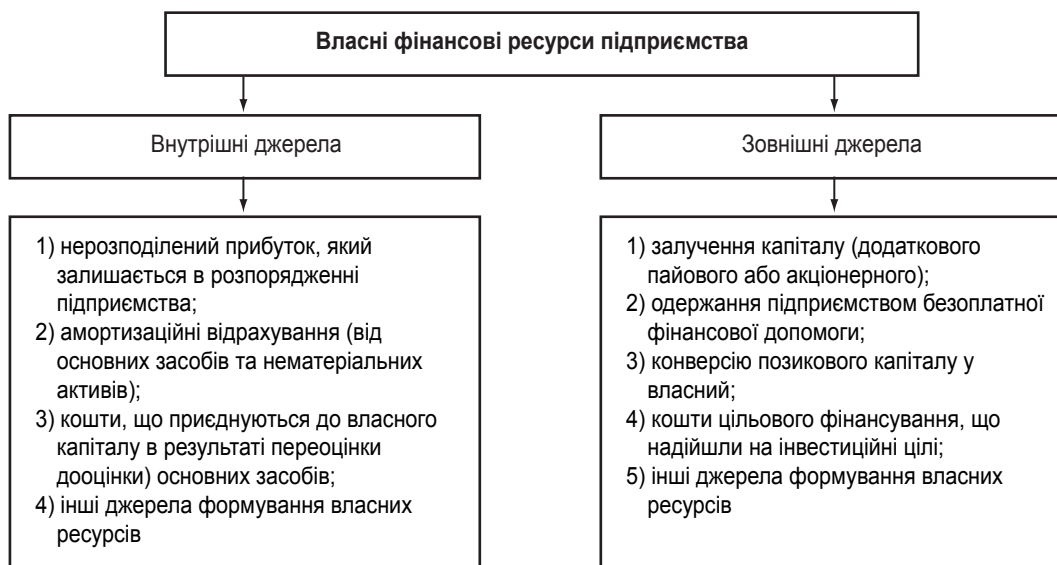 Власні фінансові ресурси підприємства
Внутрішні джерела
Зовнішні джерела
1) нерозподілений прибуток, який
залишається в розпорядженні
підприємства;
2) амортизаційні відрахування (від
основних засобів та нематеріальних
активів);
3) кошти, що приєднуються до власного
капіталу в результаті переоцінки
дооцінки) основних засобів;
4) інші джерела формування власних
ресурсів
1) залучення капіталу (додаткового
пайового або акціонерного);
2) одержання підприємством безоплатної
фінансової допомоги;
3) конверсію позикового капіталу у
власний;
4) кошти цільового фінансування, що
надійшли на інвестиційні цілі;
5) інші джерела формування власних
ресурсів